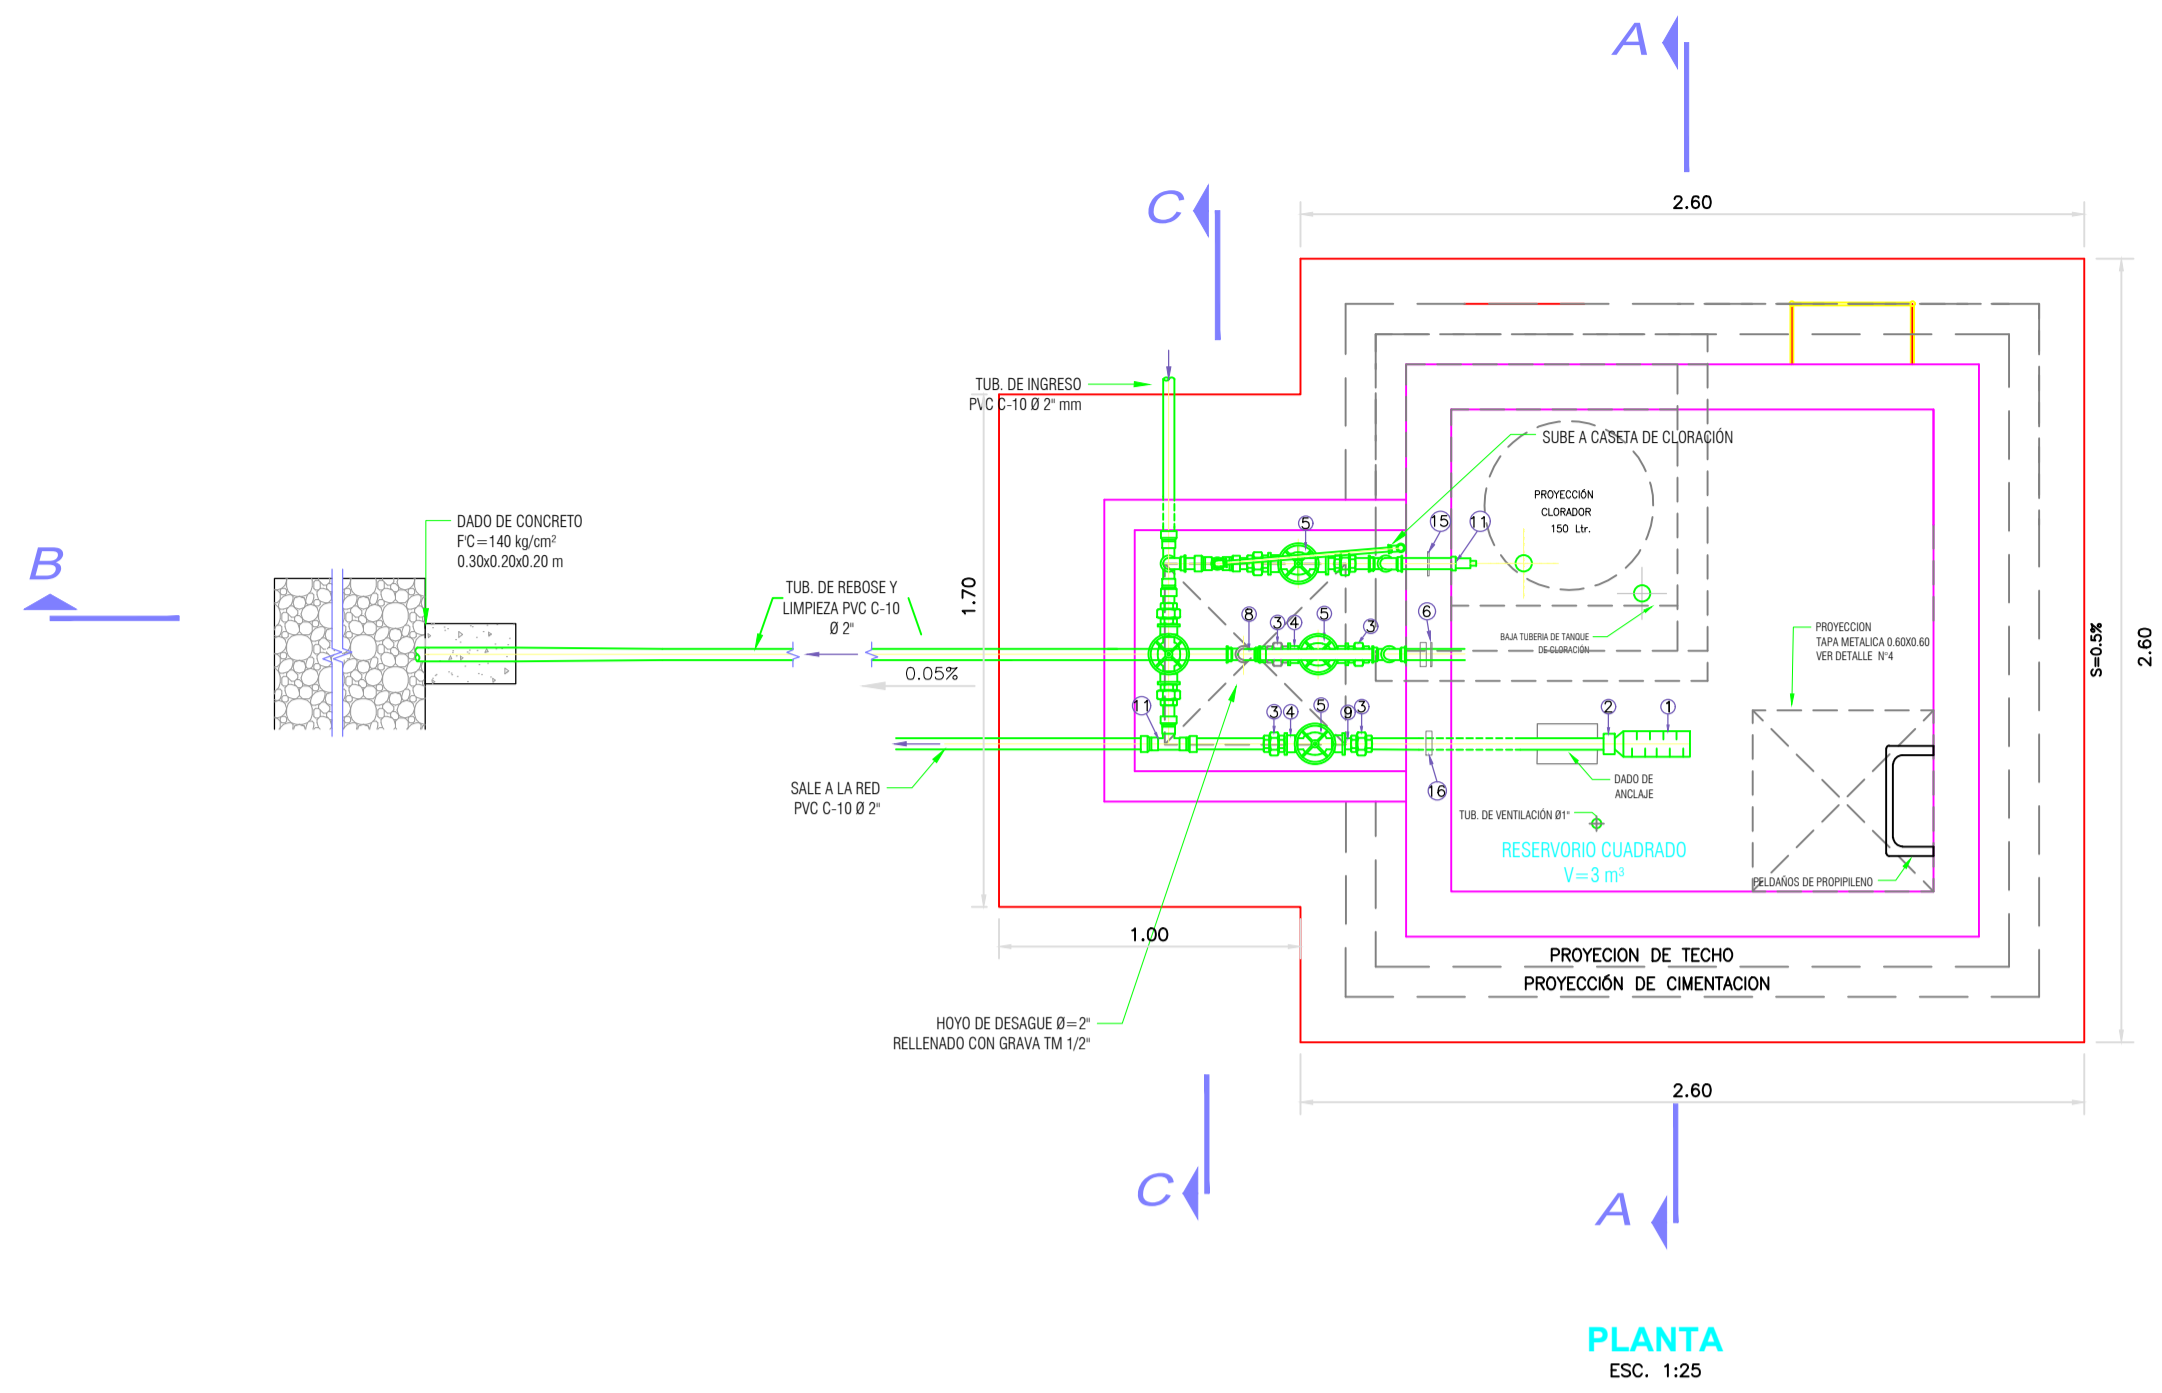 A
C
2.60
TUB. DE INGRESO
PVC C-10 Ø 2" mm
SUBE A CASETA DE CLORACIÓN
PROYECCIÓN
CLORADOR
150 Ltr.
5
15
11
DADO DE CONCRETO
F'C=140 kg/cm²
0.30x0.20x0.20 m
B
TUB. DE REBOSE Y
LIMPIEZA PVC C-10
Ø 2"
0.05%
1.70
8
3
4
5
3
6
BAJA TUBERIA DE TANQUE
DE CLORACIÓN
PROYECCION
TAPA METALICA 0.60X0.60
VER DETALLE N°4
S=0.5%
2.60
11
3
4
5
9
3
2
1
16
SALE A LA RED
PVC C-10 Ø 2"
DADO DE
ANCLAJE
TUB. DE VENTILACIÓN Ø1"
RESERVORIO CUADRADO
V=3 m³
PELDAÑOS DE PROPIPILENO
1.00
PROYECION DE TECHO
PROYECCIÓN DE CIMENTACION
HOYO DE DESAGUE Ø=2"
RELLENADO CON GRAVA TM 1/2"
2.60
C
A
PLANTA
ESC. 1:25